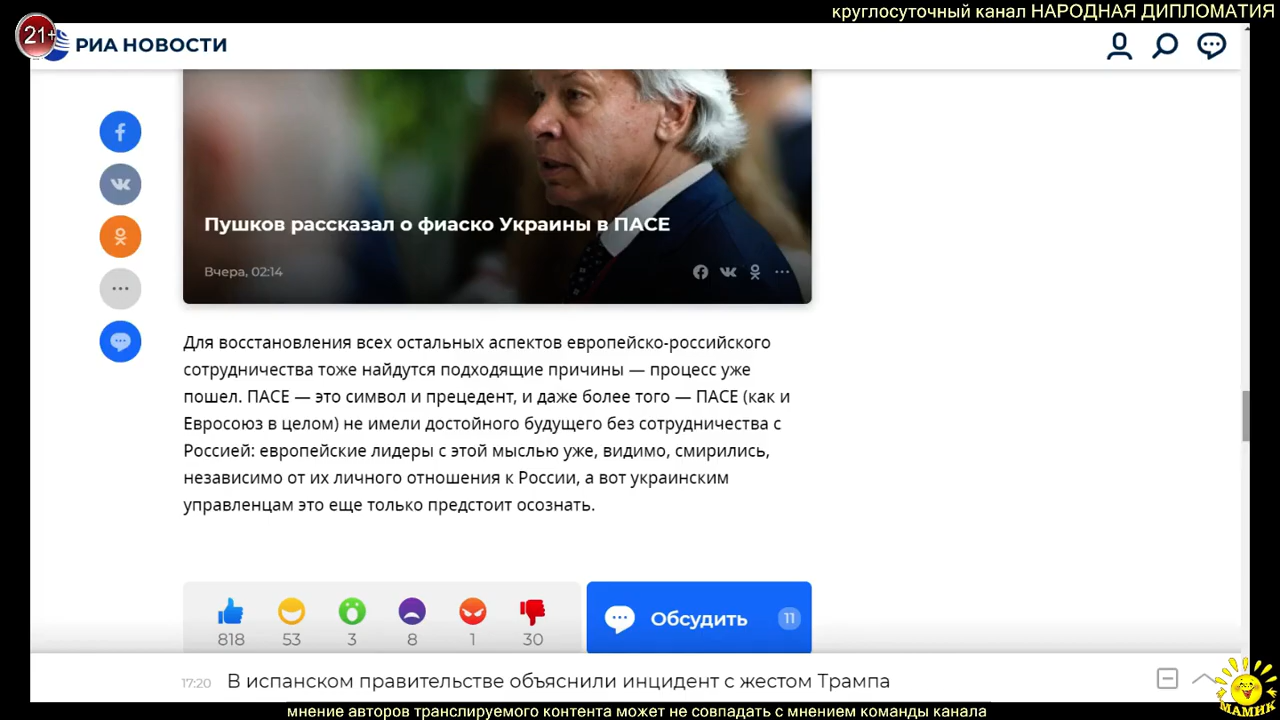 круглосуточный канал НАРОДНАЯ ДИПЛОМАТИЯ
21+
РИА НОВОСТИ
Пушков рассказал о фиаско Украины в ПАСЕ
Вчера, 02:14
Для восстановления всех остальных аспектов европейско-российского
сотрудничества тоже найдутся подходящие причины — процесс уже
пошел. ПАСЕ — это символ и прецедент, и даже более того — ПАСЕ (как и
Евросоюз в целом) не имели достойного будущего без сотрудничества с
Россией: европейские лидеры с этой мыслью уже, видимо, смирились,
независимо от их личного отношения к России, а вот украинским
управленцам это еще только предстоит осознать.
818 53 3 8 1 30
Обсудить 11
17:20 В испанском правительстве объяснили инцидент с жестом Трампа
МАМИК
мнение авторов транслируемого контента может не совпадать с мнением команды канала